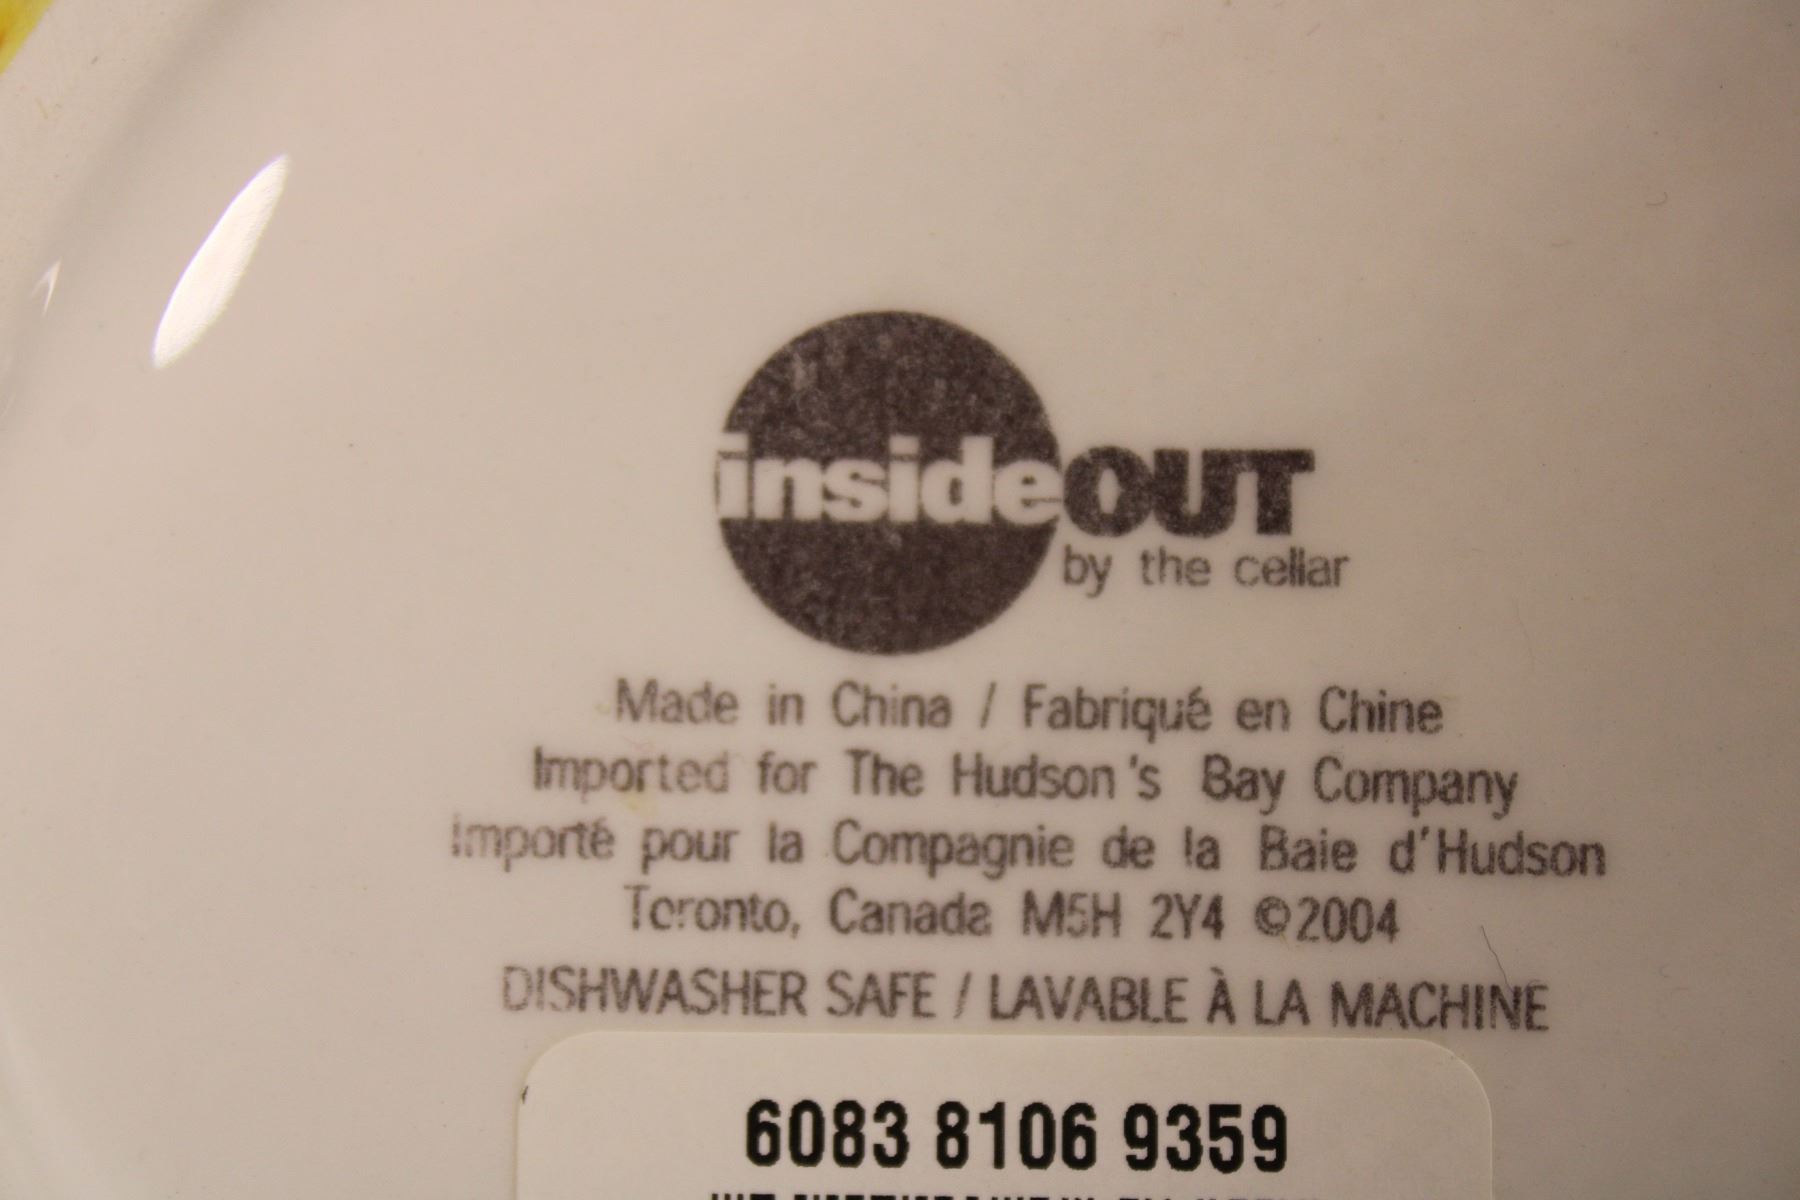 insideOUT
by the cellar
Made in China / Fabriqué en Chine
Imported for The Hudson's Bay Company
Importé pour la Compagnie de la Baie d'Hudson
Toronto, Canada M5H 2Y4 ©2004
DISHWASHER SAFE / LAVABLE À LA MACHINE
6083 8106 9359